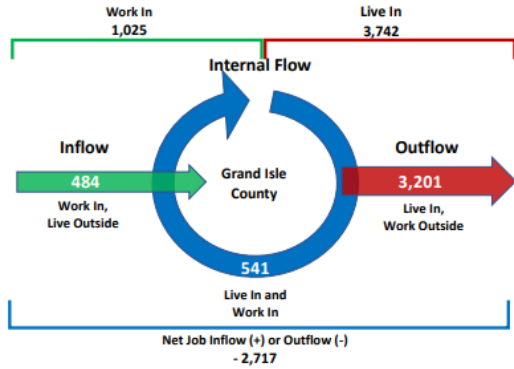 Work In
1,025
Live In
3,742
Internal Flow
Inflow
484
Work In,
Live Outside
Grand Isle
County
Outflow
3,201
Live In,
Work Outside
541
Live In and
Work In
Net Job Inflow (+) or Outflow (-)
- 2,717